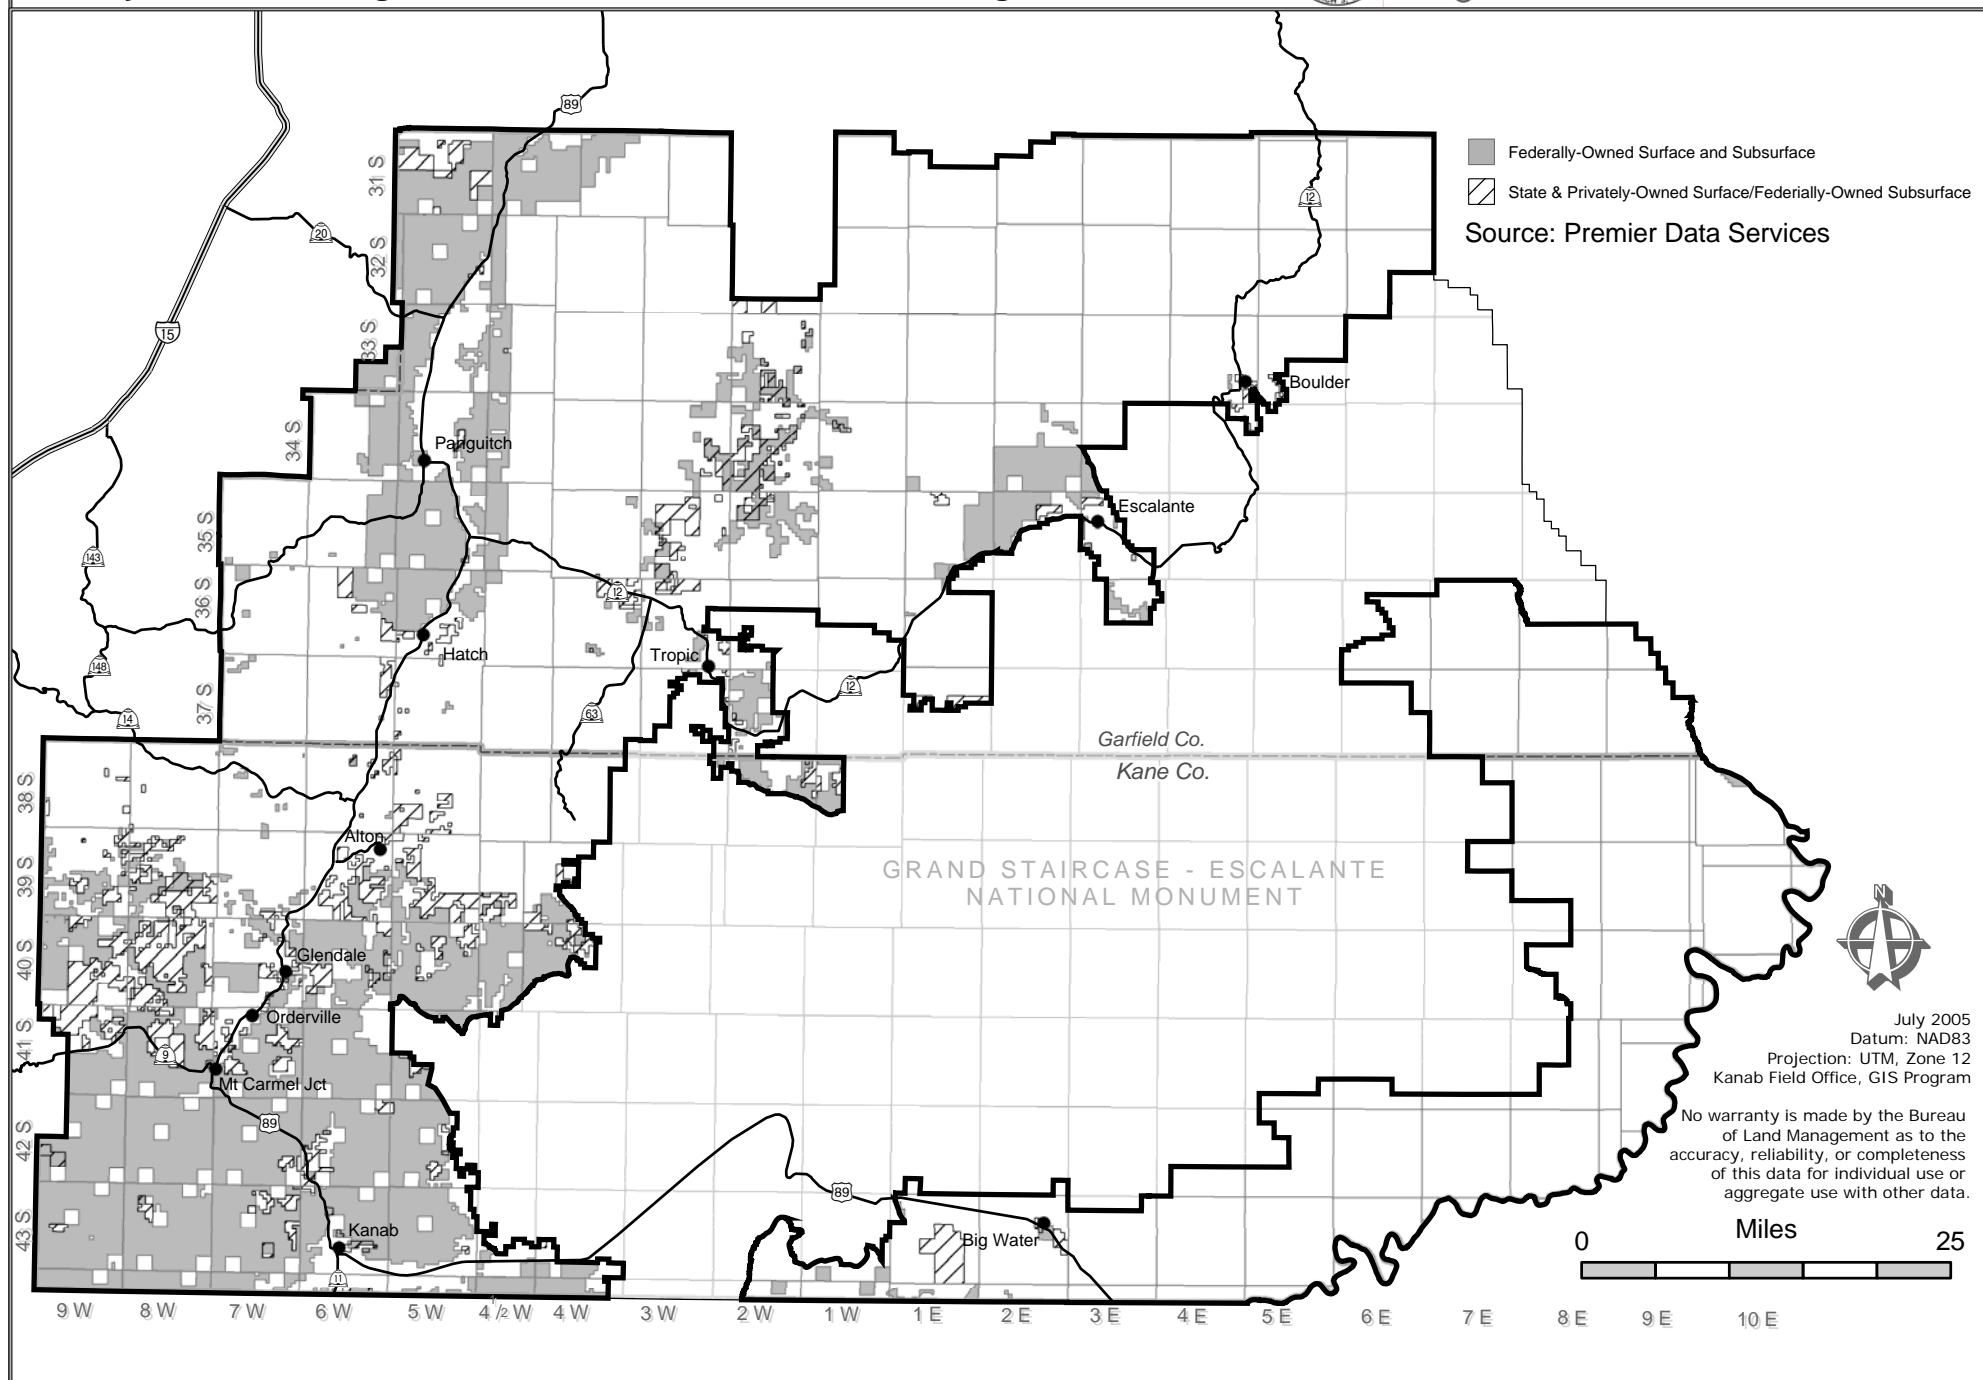 89
Federally-Owned Surface and Subsurface
State & Privately-Owned Surface/Federially-Owned Subsurface
Source: Premier Data Services
31 S
12
20
32 S
15
33 S
Boulder
34 S
Panguitch
Escalante
35 S
143
36 S
12
Hatch
Tropic
148
12
37 S
63
14
Garfield Co.
Kane Co.
38 S
Alton
39 S
GRAND STAIRCASE - ESCALANTE
NATIONAL MONUMENT
N
40 S
Glendale
Orderville
41 S
9
Mt Carmel Jct
July 2005
Datum: NAD83
Projection: UTM, Zone 12
Kanab Field Office, GIS Program
89
42 S
No warranty is made by the Bureau
of Land Management as to the
accuracy, reliability, or completeness
of this data for individual use or
aggregate use with other data.
89
43 S
Kanab
Big Water
Miles
0 25
11
9 W 8 W 7 W 6 W 5 W 4 1/2 W 4 W 3 W 2 W 1 W 1 E 2 E 3 E 4 E 5 E 6 E 7 E 8 E 9 E 10 E